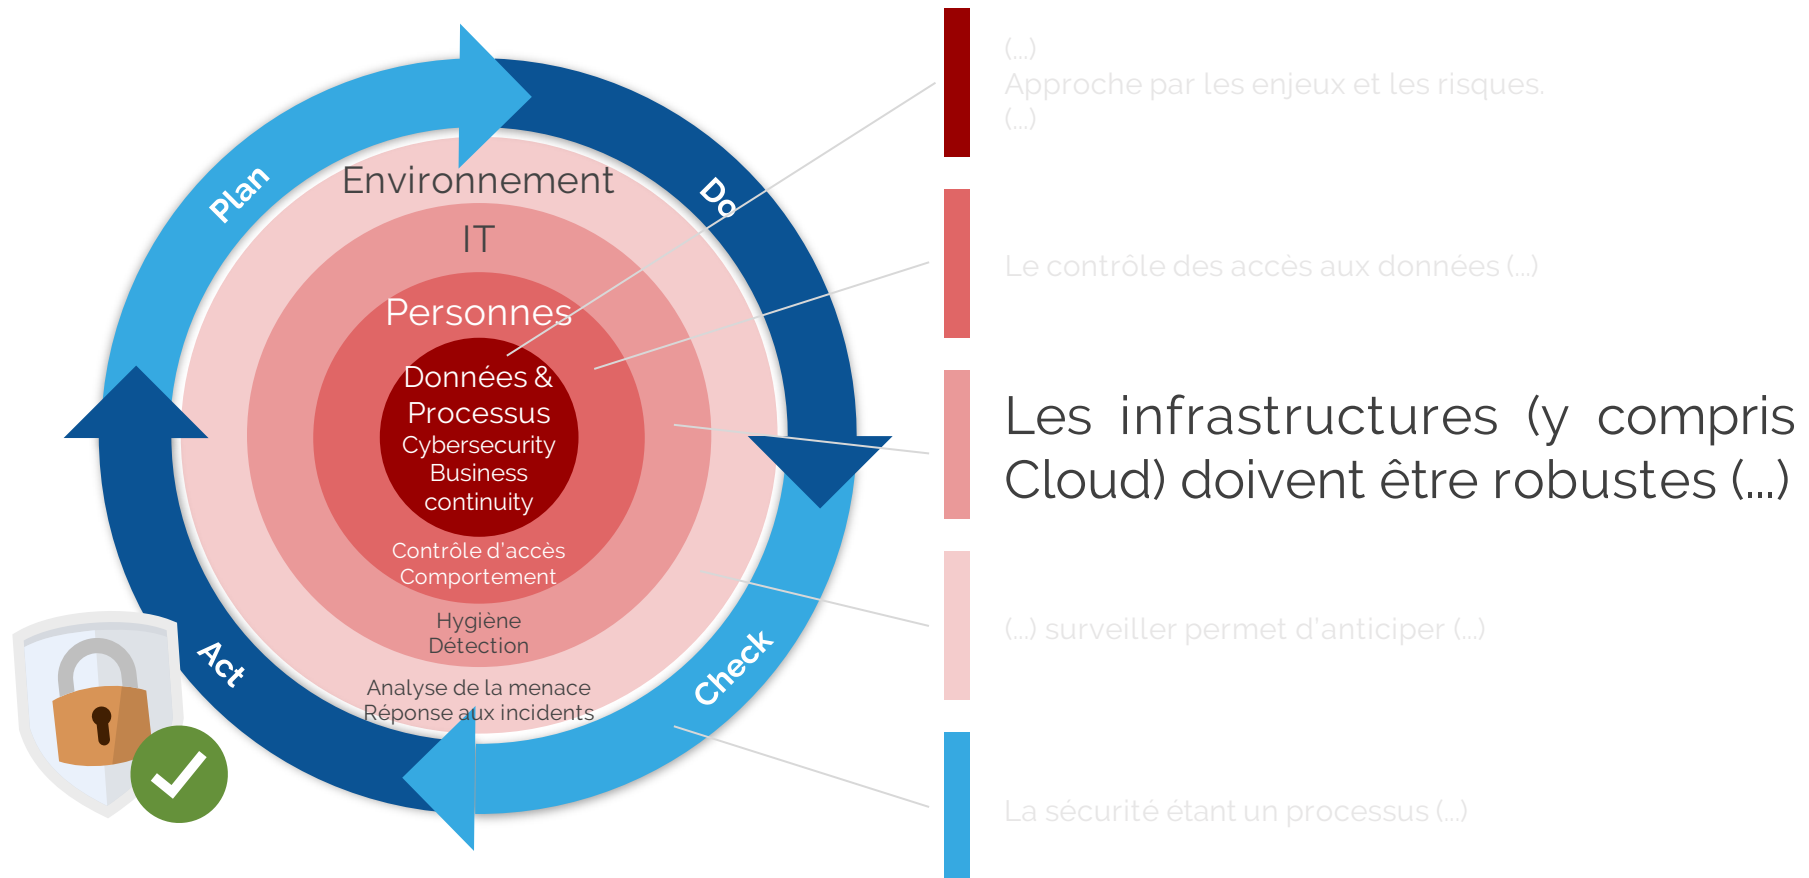 Plan
Do
Check
Act
Environnement
IT
Personnes
Données &
Processus
Cybersecurity
Business
continuity
Contrôle d'accès
Comportement
Hygiène
Détection
Analyse de la menace
Réponse aux incidents
(...)
Approche par les enjeux et les risques.
(...)
Le contrôle des accès aux données (...)
Les infrastructures (y compris
Cloud) doivent être robustes (...)
(...) surveiller permet d'anticiper (...)
La sécurité étant un processus (...)